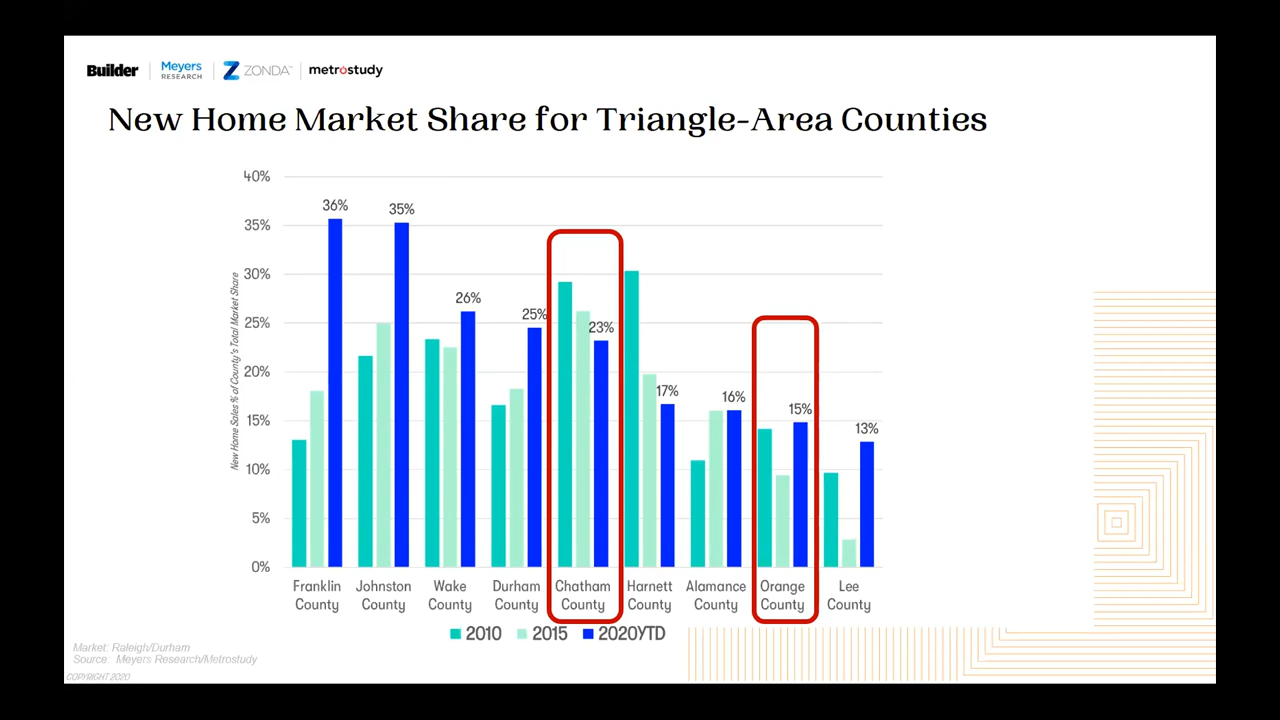 Builder Meyers RESEARCH ZONDA™ metrostudy
New Home Market Share for Triangle-Area Counties
New Home Sales % of County's Total Market Share
40%
35%
30%
25%
20%
15%
10%
5%
0%
36%
35%
26%
25%
23%
17%
16%
15%
13%
Franklin County
Johnston County
Wake County
Durham County
Chatham County
Harnett County
Alamance County
Orange County
Lee County
2010 2015 2020YTD
Market: Raleigh/Durham
Source: Meyers Research/Metrostudy
COPYRIGHT 2020